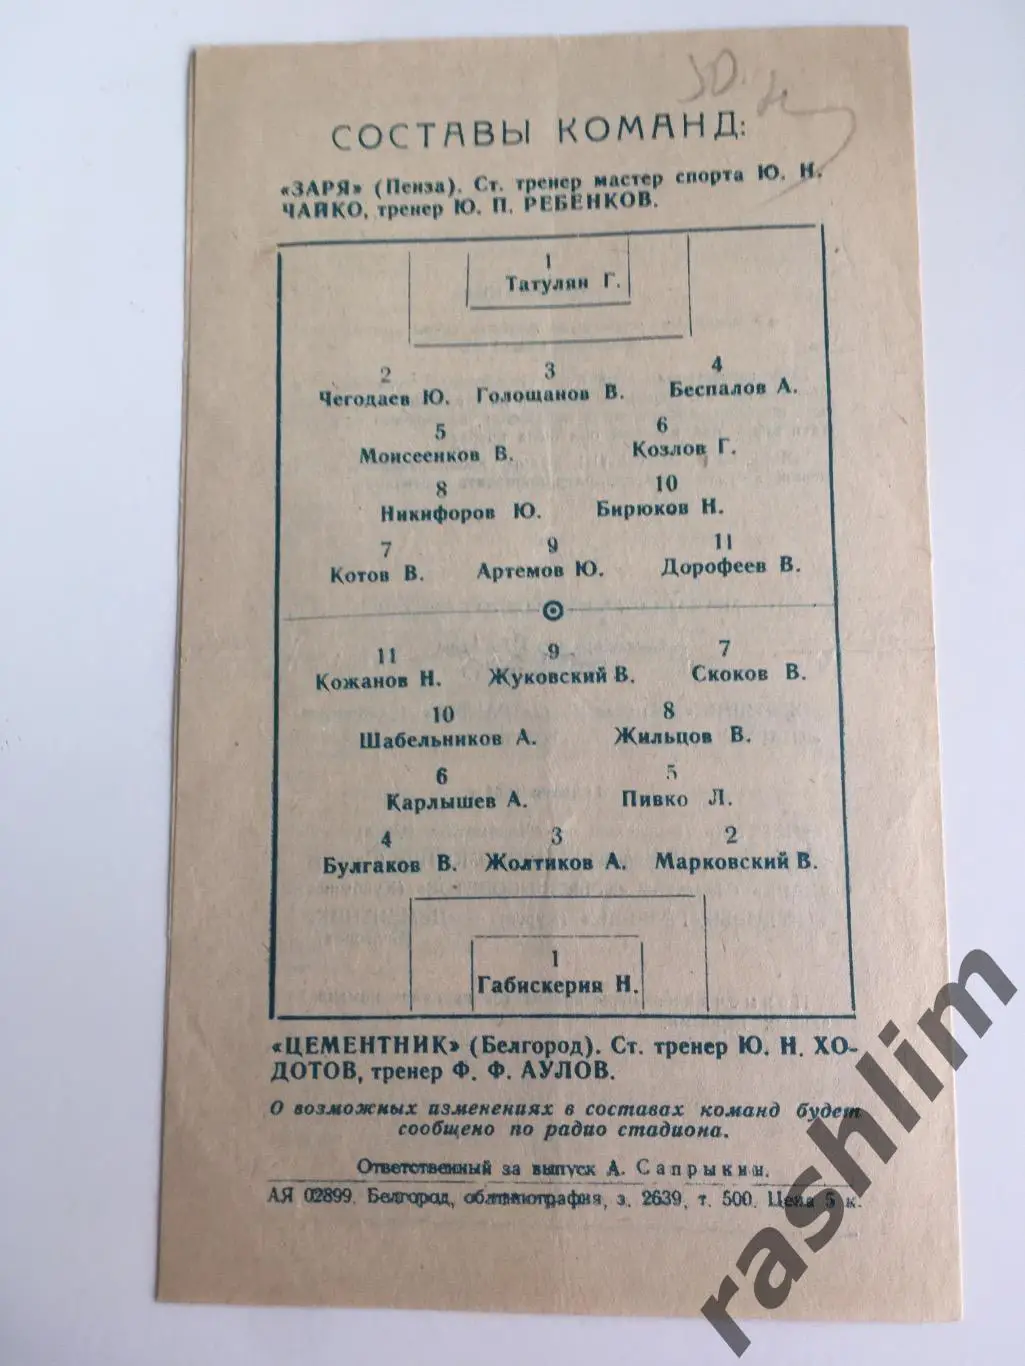 СОСТАВЫ КОМАНД:
«ЗАРЯ» (Пенза). Ст. тренер мастер спорта Ю. Н.
ЧАЙКО, тренер Ю. П. РЕБЕНКОВ.
1
Татулян Г.
2 3 4
Чегодаев Ю. Голощапов В. Беспалов А.
5 6
Моисеенков В. Козлов Г.
8 10
Никифоров Ю. Бирюков Н.
7 9 11
Котов В. Артемов Ю. Дорофеев В.
11 9 7
Кожанов Н. Жуковский В. Скоков В.
10 8
Шабельников А. Жильцов В.
6 5
Карлышев А. Пивко Л.
4 3 2
Булгаков В. Жолтиков А. Марковский В.
1
Габискерия Н.
«ЦЕМЕНТНИК» (Белгород). Ст. тренер Ю. Н. ХО-
ДОТОВ, тренер Ф. Ф. АУЛОВ.
О возможных изменениях в составах команд будет
сообщено по радио стадиона.
Ответственный за выпуск А. Сапрыкин.
АЯ 02899. Белгород, облтипография, з. 2639, т. 500. Цена 5 к.
rashlim